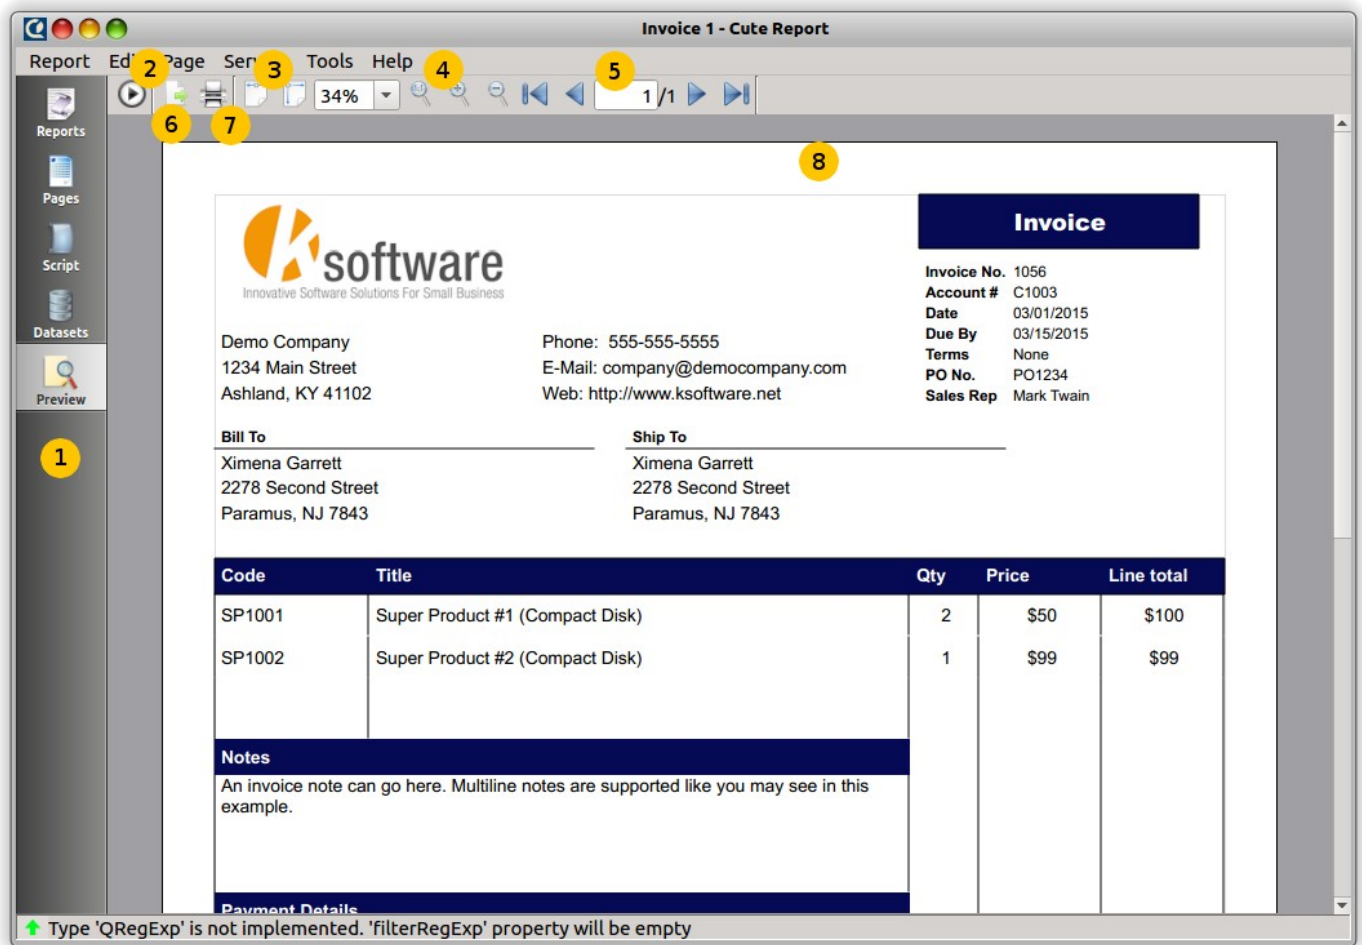 Invoice 1 - Cute Report
Report Edit Page Serv Tools Help
2 3 4 5
34% 1 /1
6 7
8
Reports
Pages
Script
Datasets
Preview
1
Ksoftware
Innovative Software Solutions For Small Business
Invoice
Invoice No. 1056
Account # C1003
Date 03/01/2015
Due By 03/15/2015
Terms None
PO No. PO1234
Sales Rep Mark Twain
Demo Company Phone: 555-555-5555
1234 Main Street E-Mail: company@democompany.com
Ashland, KY 41102 Web: http://www.ksoftware.net
Bill To Ship To
Ximena Garrett Ximena Garrett
2278 Second Street 2278 Second Street
Paramus, NJ 7843 Paramus, NJ 7843
Code Title Qty Price Line total
SP1001 Super Product #1 (Compact Disk) 2 $50 $100
SP1002 Super Product #2 (Compact Disk) 1 $99 $99
Notes
An invoice note can go here. Multiline notes are supported like you may see in this
example.
Payment Details
Type 'QRegExp' is not implemented. 'filterRegExp' property will be empty